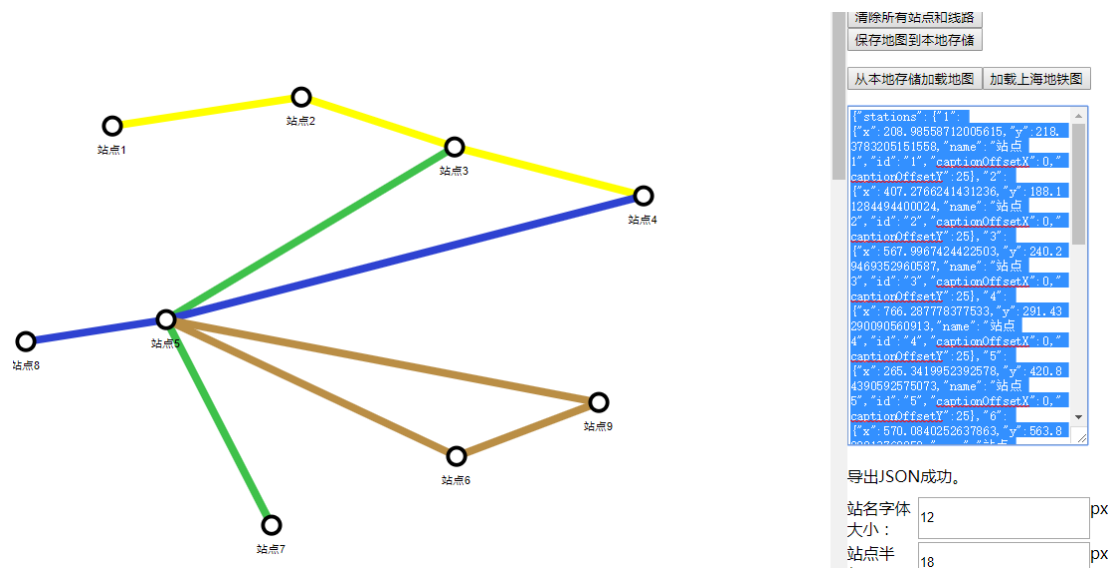 站点1
站点2
站点3
站点4
站点5
站点8
站点9
站点6
站点7
清除所有站点和线路
保存地图到本地存储
从本地存储加载地图 加载上海地铁图
{"stations":{"1":
{"x":208.98558712005615,"y":218.
3783205151558,"name":"站点
1","id":"1","captionOffsetX":0,"
captionOffsetY":25},"2":
{"x":407.2766241431236,"y":188.1
1284494400024,"name":"站点
2","id":"2","captionOffsetX":0,"
captionOffsetY":25},"3":
{"x":567.9967424422503,"y":240.2
9469352960587,"name":"站点
3","id":"3","captionOffsetX":0,"
captionOffsetY":25},"4":
{"x":766.287778377533,"y":291.43
290090560913,"name":"站点
4","id":"4","captionOffsetX":0,"
captionOffsetY":25},"5":
{"x":265.3419952392578,"y":420.8
4390592575073,"name":"站点
5","id":"5","captionOffsetX":0,"
captionOffsetY":25},"6":
{"x":570.0840252637863,"y":563.8
导出JSON成功。
站名字体
大小：
12
px
站点半
18
px